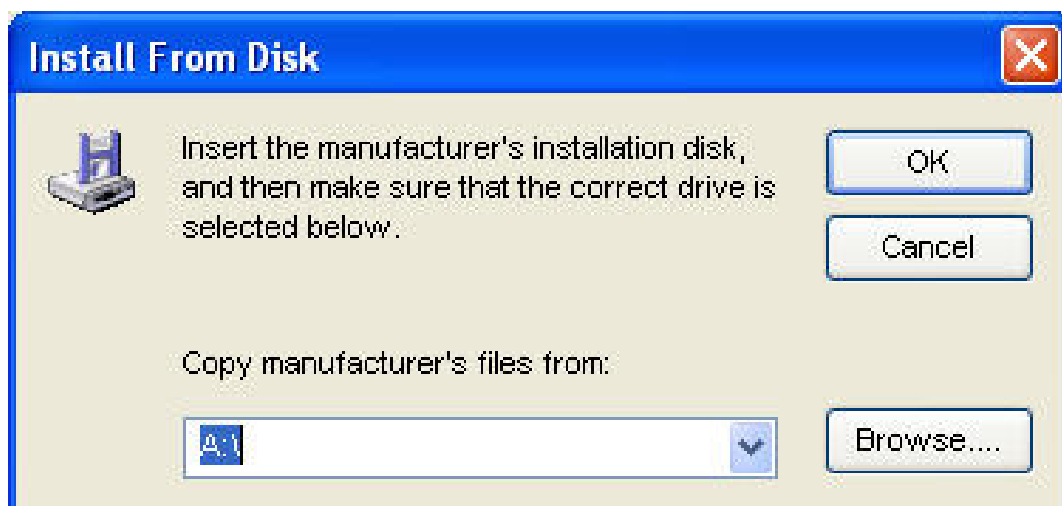 Install From Disk
Insert the manufacturer's installation disk,
and then make sure that the correct drive is
selected below.
OK
Cancel
Copy manufacturer's files from:
A:\
Browse....